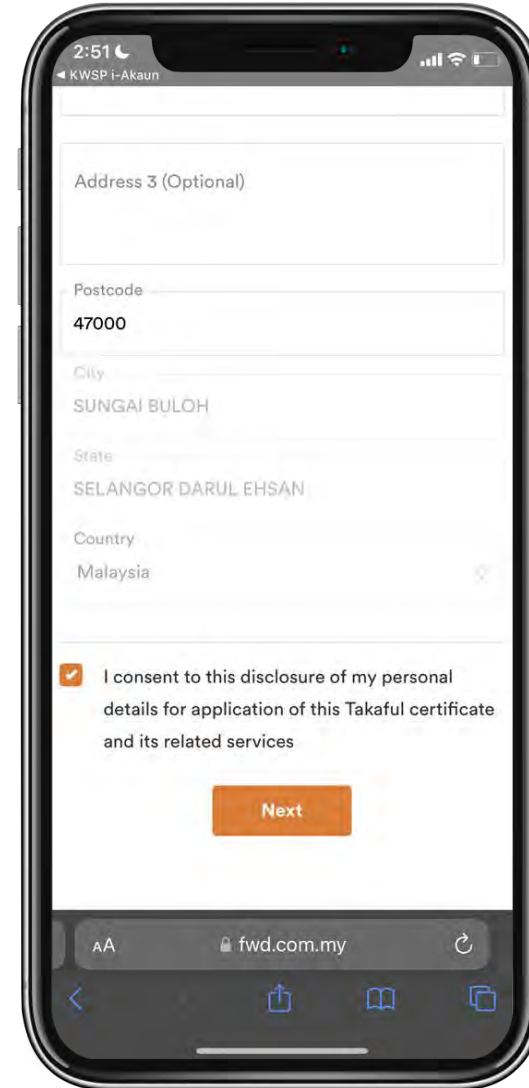 2:51
◀ KWSP i-Akaun
Address 3 (Optional)
Postcode
47000
City
SUNGAI BULOH
State
SELANGOR DARUL EHSAN
Country
Malaysia
I consent to this disclosure of my personal
details for application of this Takaful certificate
and its related services
Next
AA
fwd.com.my